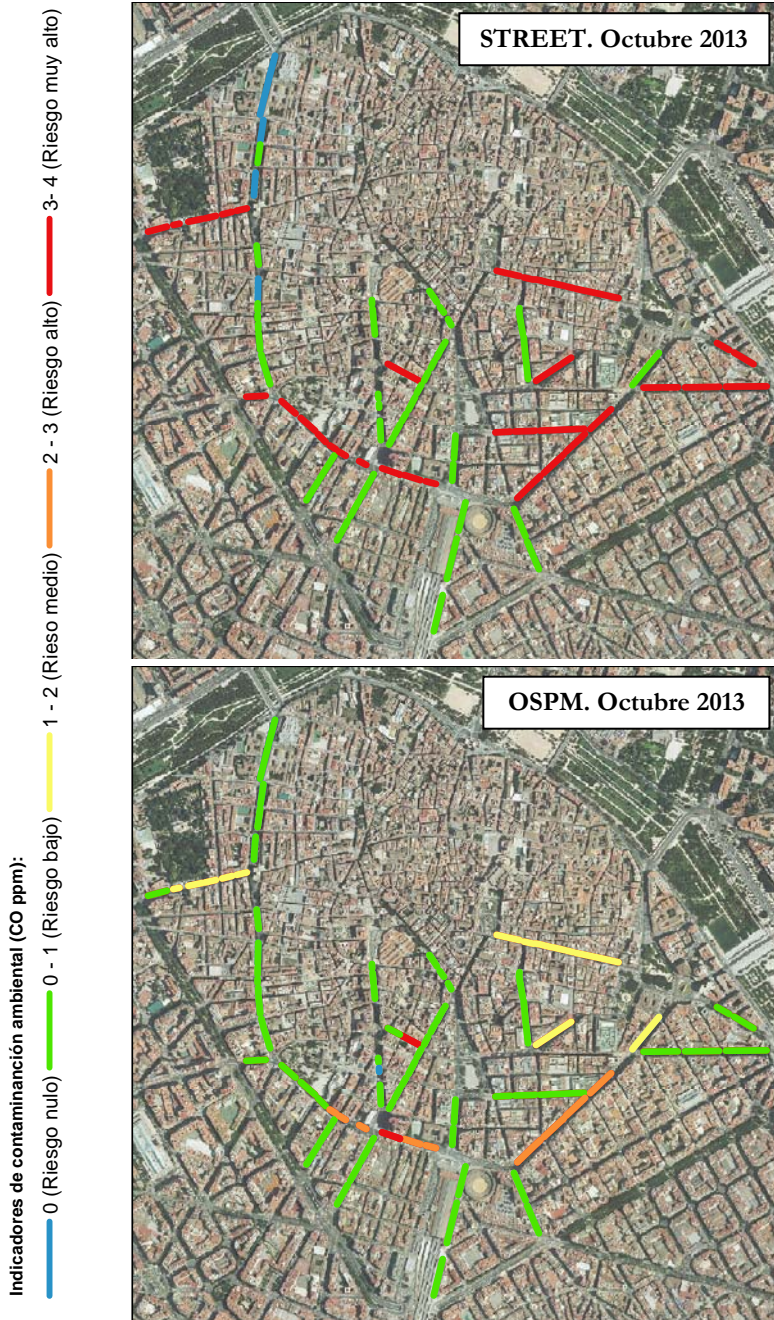 Indicadores de contaminanción ambiental (CO ppm):
0 (Riesgo nulo)
0 - 1 (Riesgo bajo)
1 - 2 (Rieso medio)
2 - 3 (Riesgo alto)
3- 4 (Riesgo muy alto)
STREET. Octubre 2013
OSPM. Octubre 2013